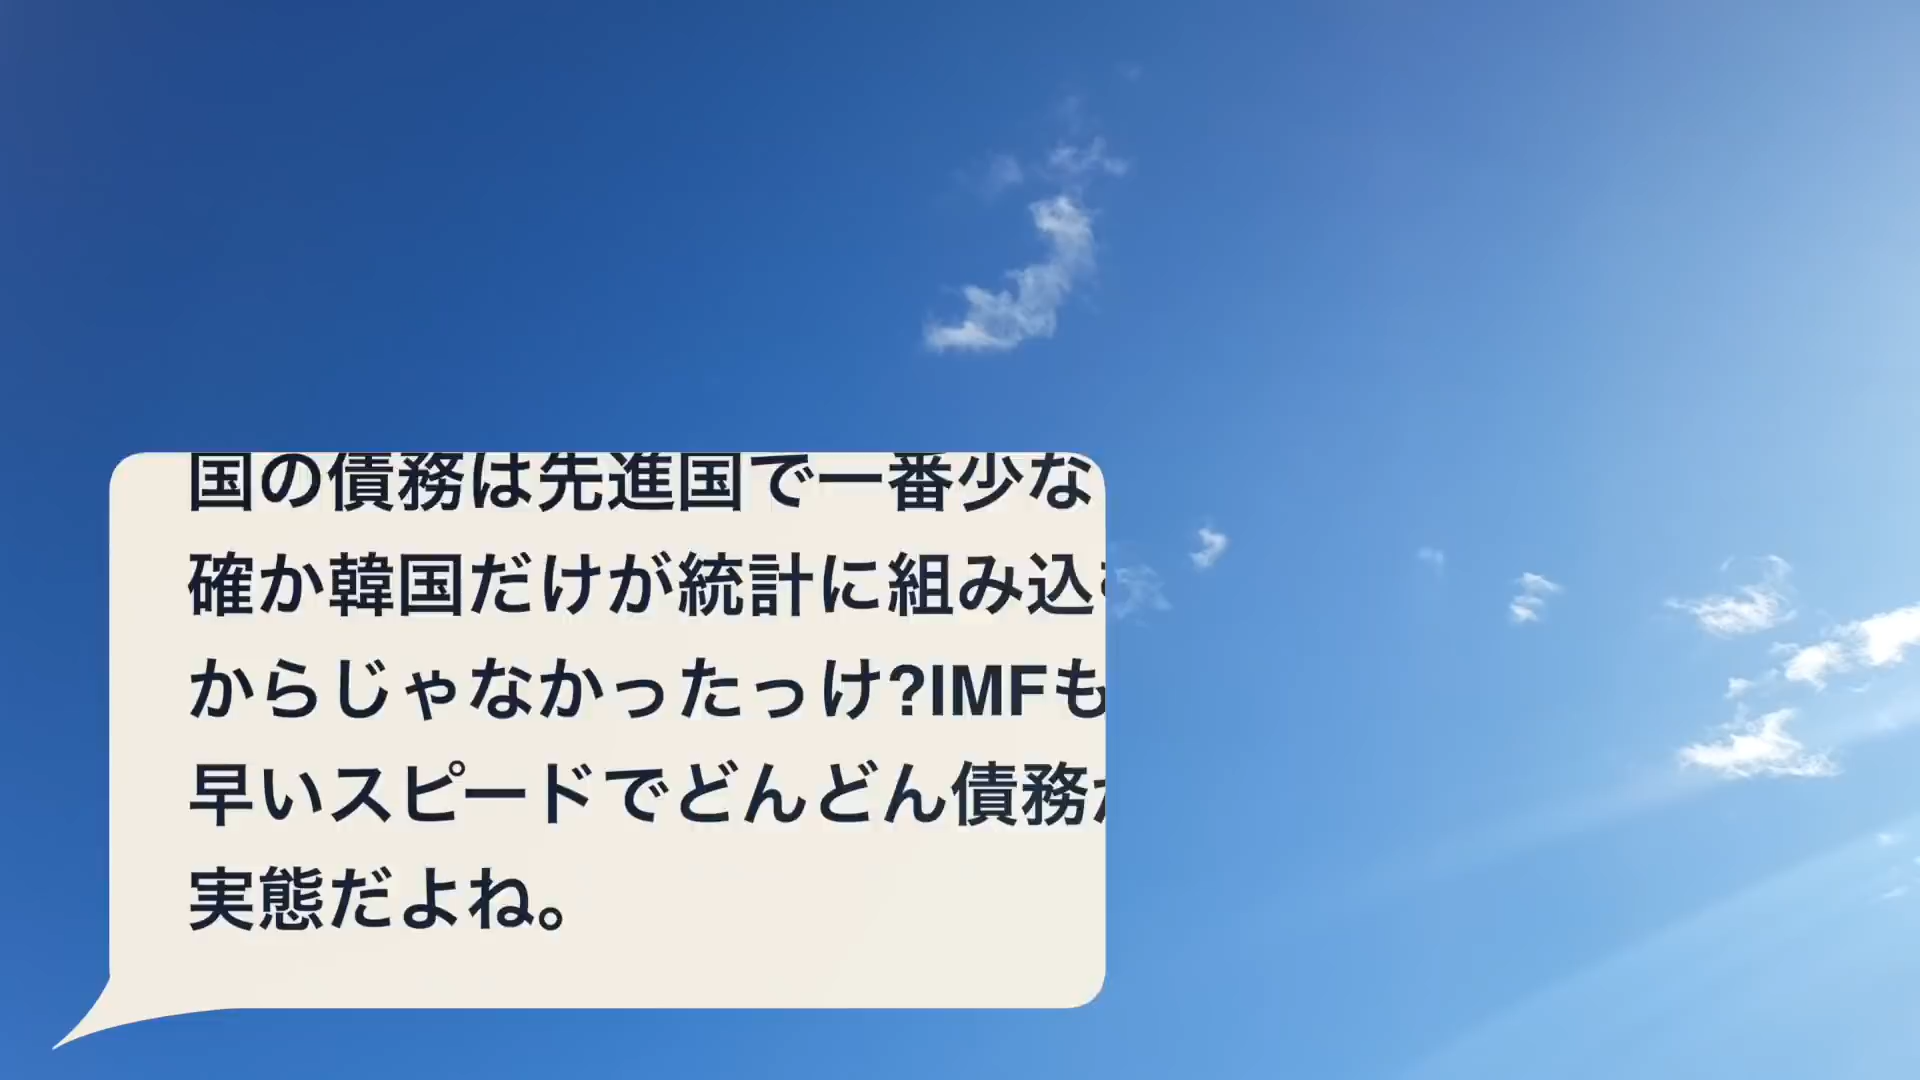 国の債務は先進国で一番少な
確か韓国だけが統計に組み込
からじゃなかったっけ?IMFも
早いスピードでどんどん債務
実態だよね。